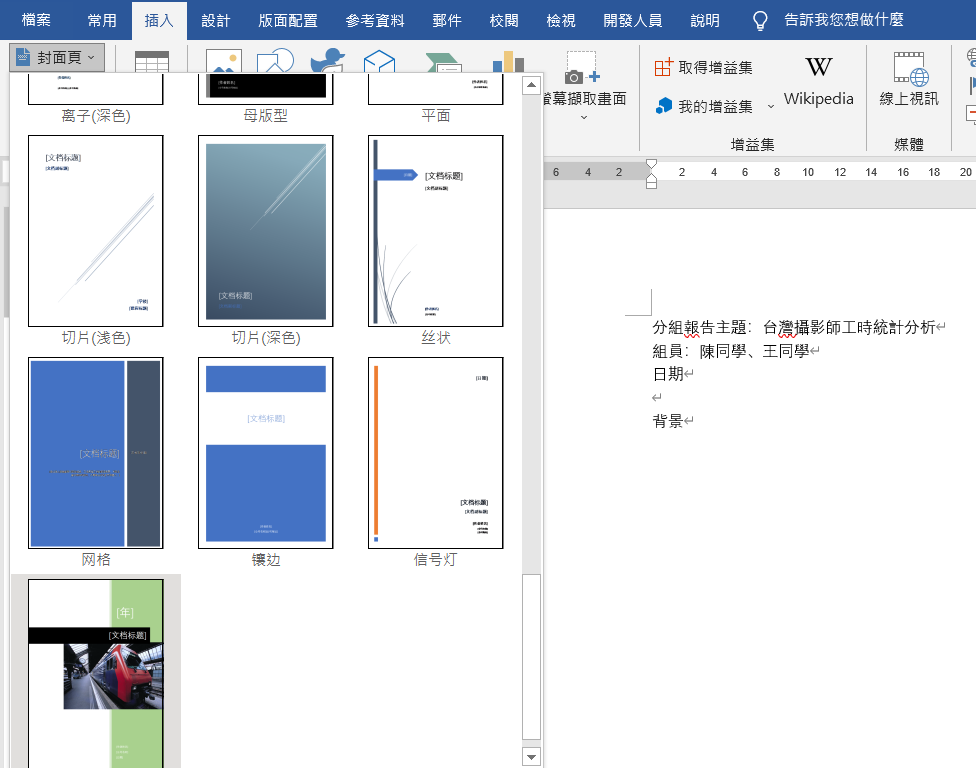 檔案 常用 插入 設計 版面配置 參考資料 郵件 校閱 檢視 開發人員 說明 告訴我您想做什麼
封面頁
螢幕擷取畫面
取得增益集
我的增益集
Wikipedia
線上視訊
增益集
媒體
6 4 2 2 4 6 8 10 12 14 16 18 20
离子(深色) 母版型 平面
[文档标题]
[文档标题]
[文档标题]
切片(浅色) 切片(深色) 丝状
[文档标题]
[文档标题]
[日期]
[文档标题]
网格 镶边 信号灯
[年]
[文档标题]
分組報告主題：台灣攝影師工時統計分析
組員：陳同學、王同學
日期
背景